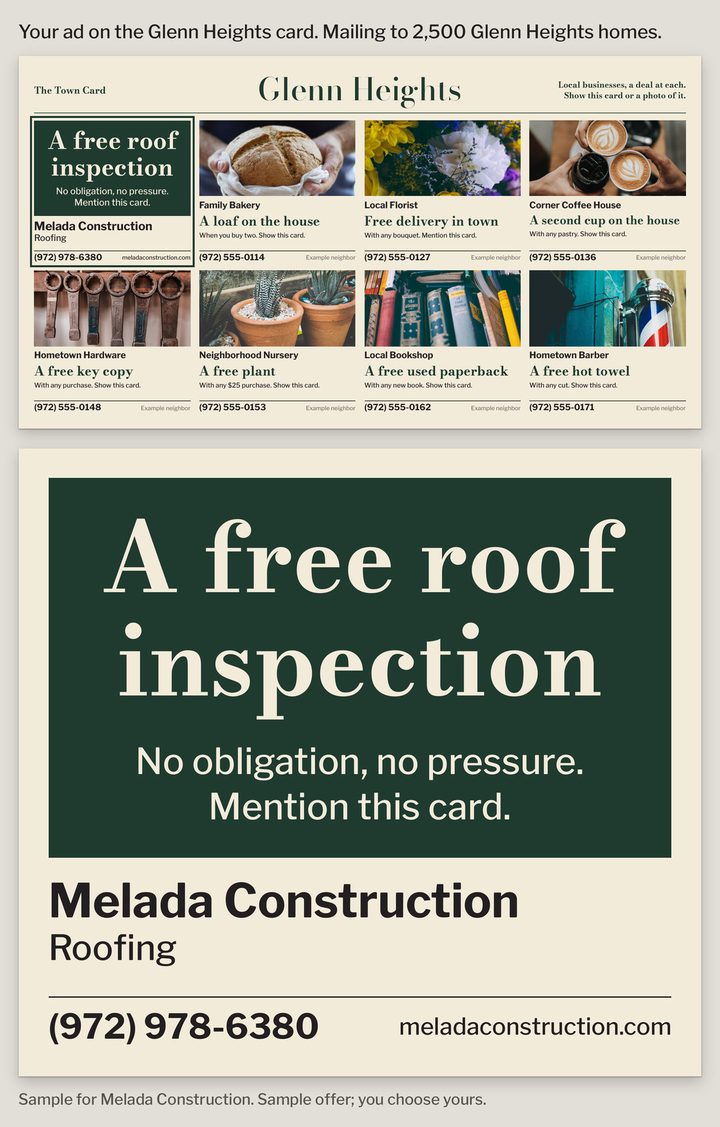 Your ad on the Glenn Heights card. Mailing to 2,500 Glenn Heights homes.
The Town Card
Glenn Heights
Local businesses, a deal at each.
Show this card or a photo of it.
A free roof
inspection
No obligation, no pressure.
Mention this card.
Melada Construction
Roofing
(972) 978-6380
meladaconstruction.com
Family Bakery
A loaf on the house
When you buy two. Show this card.
(972) 555-0114
Example neighbor
Local Florist
Free delivery in town
With any bouquet. Mention this card.
(972) 555-0127
Example neighbor
Corner Coffee House
A second cup on the house
With any pastry. Show this card.
(972) 555-0136
Example neighbor
Hometown Hardware
A free key copy
With any purchase. Show this card.
(972) 555-0148
Example neighbor
Neighborhood Nursery
A free plant
With any $25 purchase. Show this card.
(972) 555-0153
Example neighbor
Local Bookshop
A free used paperback
With any new book. Show this card.
(972) 555-0162
Example neighbor
Hometown Barber
A free hot towel
With any cut. Show this card.
(972) 555-0171
Example neighbor
A free roof
inspection
No obligation, no pressure.
Mention this card.
Melada Construction
Roofing
(972) 978-6380
meladaconstruction.com
Sample for Melada Construction. Sample offer; you choose yours.